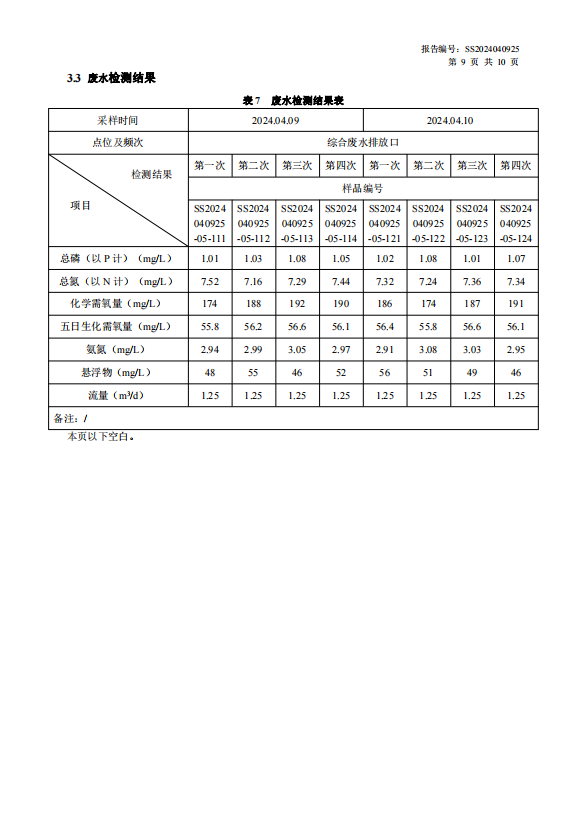 报告编号：SS2024040925
第 9 页 共 10 页
3.3 废水检测结果
表 7 废水检测结果表
采样时间 2024.04.09 2024.04.10
点位及频次 综合废水排放口
检测结果 项目 第一次 第二次 第三次 第四次 第一次 第二次 第三次 第四次
样品编号
SS2024 SS2024 SS2024 SS2024 SS2024 SS2024 SS2024 SS2024
040925 040925 040925 040925 040925 040925 040925 040925
-05-111 -05-112 -05-113 -05-114 -05-121 -05-122 -05-123 -05-124
总磷（以 P 计）（mg/L） 1.01 1.03 1.08 1.05 1.02 1.08 1.01 1.07
总氮（以 N 计）（mg/L） 7.52 7.16 7.29 7.44 7.32 7.24 7.36 7.34
化学需氧量（mg/L） 174 188 192 190 186 174 187 191
五日生化需氧量（mg/L） 55.8 56.2 56.6 56.1 56.4 55.8 56.6 56.1
氨氮（mg/L） 2.94 2.99 3.05 2.97 2.91 3.08 3.03 2.95
悬浮物（mg/L） 48 55 46 52 56 51 49 46
流量（m³/d） 1.25 1.25 1.25 1.25 1.25 1.25 1.25 1.25
备注：/
本页以下空白。